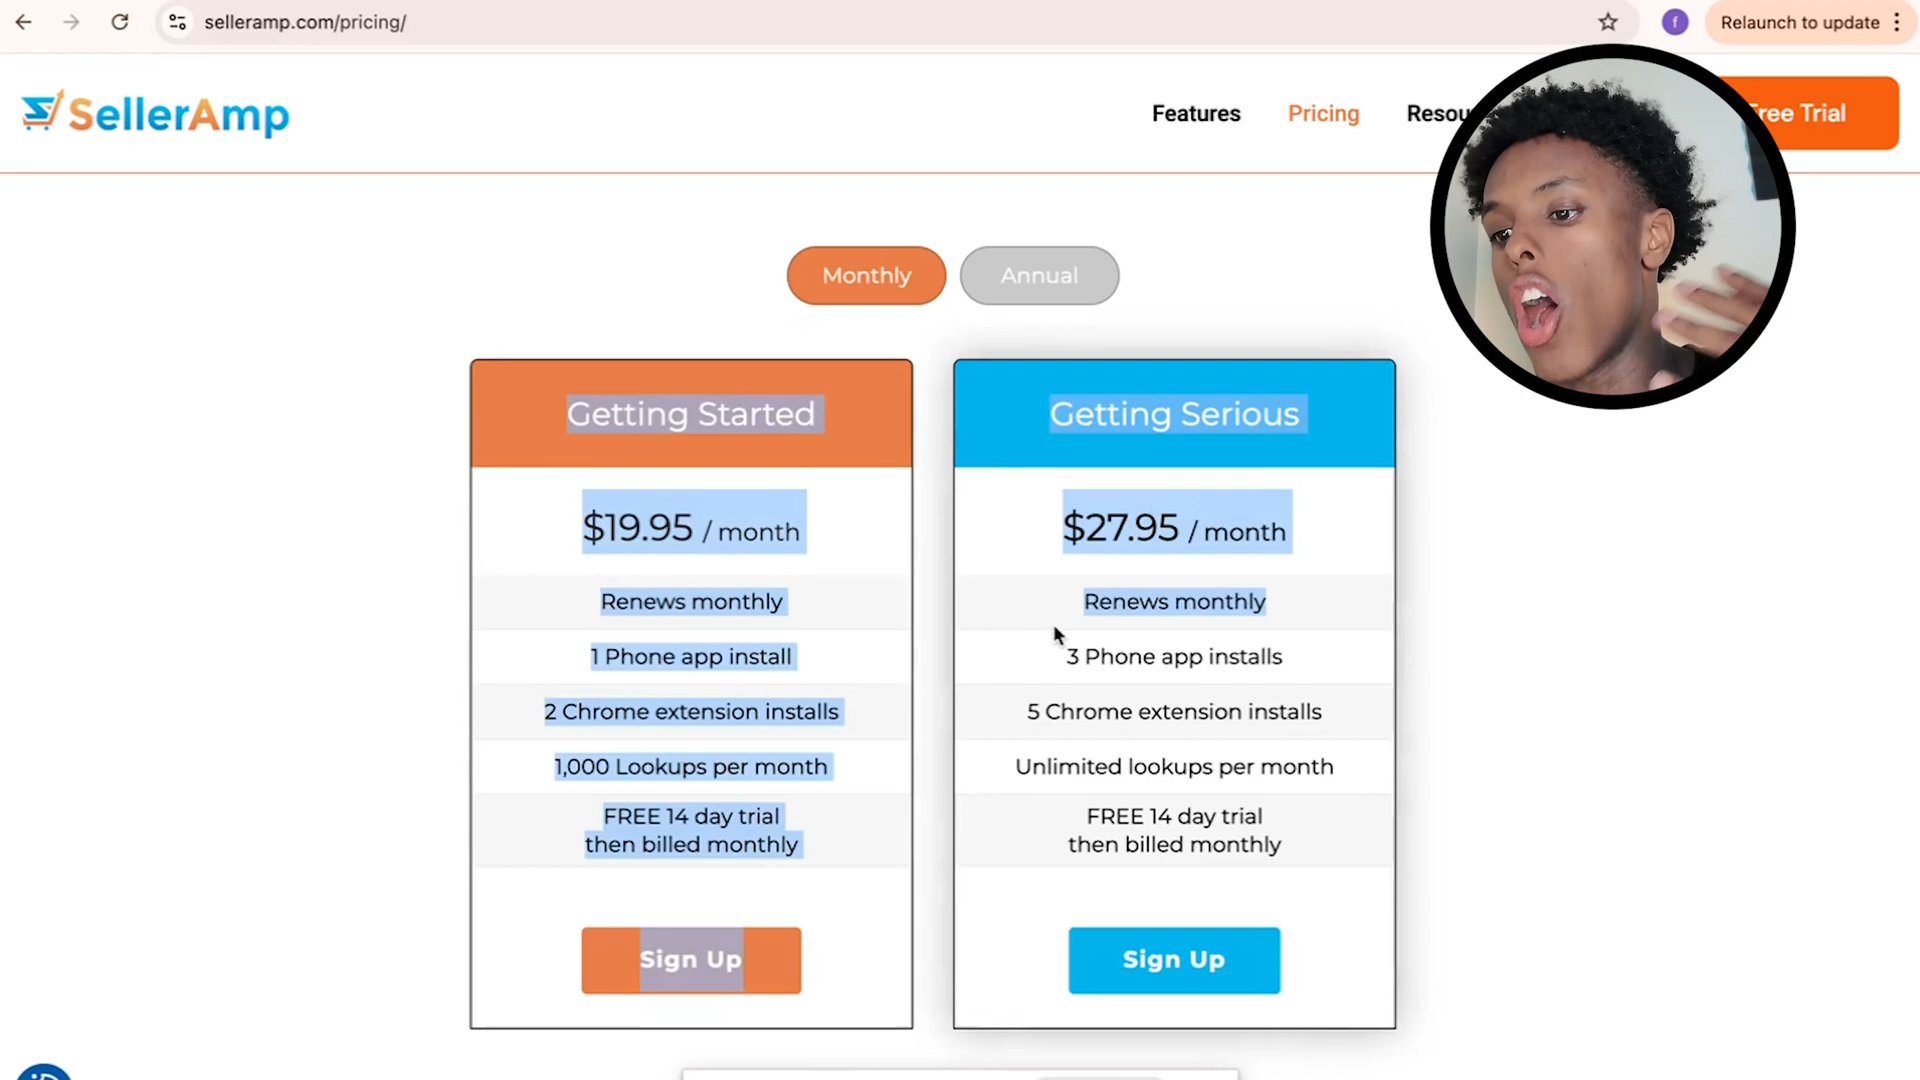 selleramp.com/pricing/
f
Relaunch to update
SellerAmp
Features
Pricing
Resou
Free Trial
Monthly
Annual
Getting Started
$19.95 / month
Renews monthly
1 Phone app install
2 Chrome extension installs
1,000 Lookups per month
FREE 14 day trial
then billed monthly
Sign Up
Getting Serious
$27.95 / month
Renews monthly
3 Phone app installs
5 Chrome extension installs
Unlimited lookups per month
FREE 14 day trial
then billed monthly
Sign Up